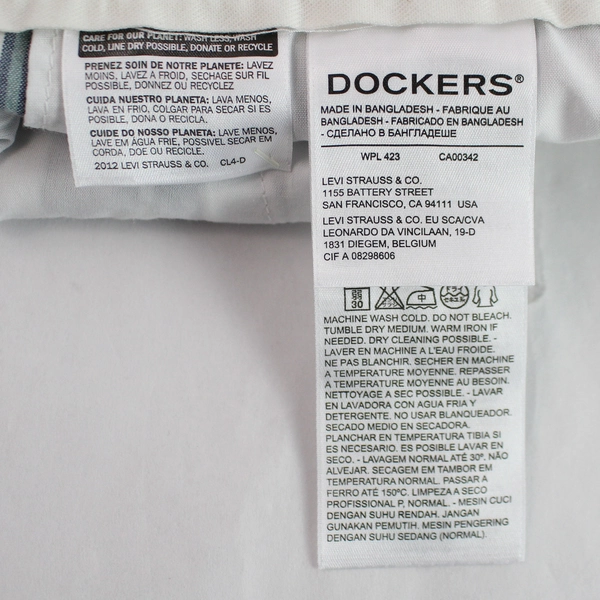 CARE FOR OUR PLANET: WASH LESS, WASH
COLD, LINE DRY POSSIBLE, DONATE OR RECYCLE
PRENEZ SOIN DE NOTRE PLANETE: LAVEZ
MOINS, LAVEZ À FROID, SECHAGE SUR FIL
POSSIBLE, DONNEZ OU RECYCLEZ
CUIDA NUESTRO PLANETA: LAVA MENOS,
LAVA EN FRIO, COLGAR PARA SECAR SI ES
POSIBLE, DONA O RECICLA.
CUIDE DO NOSSO PLANETA: LAVE MENOS,
LAVE EM ÁGUA FRIE, POSSIVEL SECAR EM
CORDA, DOE OU RECICLE.
2012 LEVI STRAUSS & CO. CL4-D
DOCKERS®
MADE IN BANGLADESH - FABRIQUE AU
BANGLADESH - FABRICADO EN BANGLADESH
- СДЕЛАНО В БАНГЛАДЕШЕ
WPL 423 CA00342
LEVI STRAUSS & CO.
1155 BATTERY STREET
SAN FRANCISCO, CA 94111 USA
LEVI STRAUSS & CO. EU SCA/CVA
LEONARDO DA VINCILAAN, 19-D
1831 DIEGEM, BELGIUM
CIF A 08298606
30 中
MACHINE WASH COLD. DO NOT BLEACH.
TUMBLE DRY MEDIUM. WARM IRON IF
NEEDED. DRY CLEANING POSSIBLE. -
LAVER EN MACHINE A L'EAU FROIDE.
NE PAS BLANCHIR. SECHER EN MACHINE
A TEMPERATURE MOYENNE. REPASSER
A TEMPERATURE MOYENNE AU BESOIN.
NETTOYAGE A SEC POSSIBLE. - LAVAR
EN LAVADORA CON AGUA FRIA Y
DETERGENTE. NO USAR BLANQUEADOR.
SECADO MEDIO EN SECADORA.
PLANCHAR EN TEMPERATURA TIBIA SI
ES NECESARIO. ES POSIBLE LAVAR EN
SECO. - LAVAGEM NORMAL ATÉ 30º. NÃO
ALVEJAR. SECAGEM EM TAMBOR EM
TEMPERATURA NORMAL. PASSAR A
FERRO ATÉ 150ºC. LIMPEZA A SECO
PROFISSIONAL P, NORMAL. - MESIN CUCI
DENGAN SUHU RENDAH. JANGAN
GUNAKAN PEMUTIH. MESIN PENGERING
DENGAN SUHU SEDANG (NORMAL).